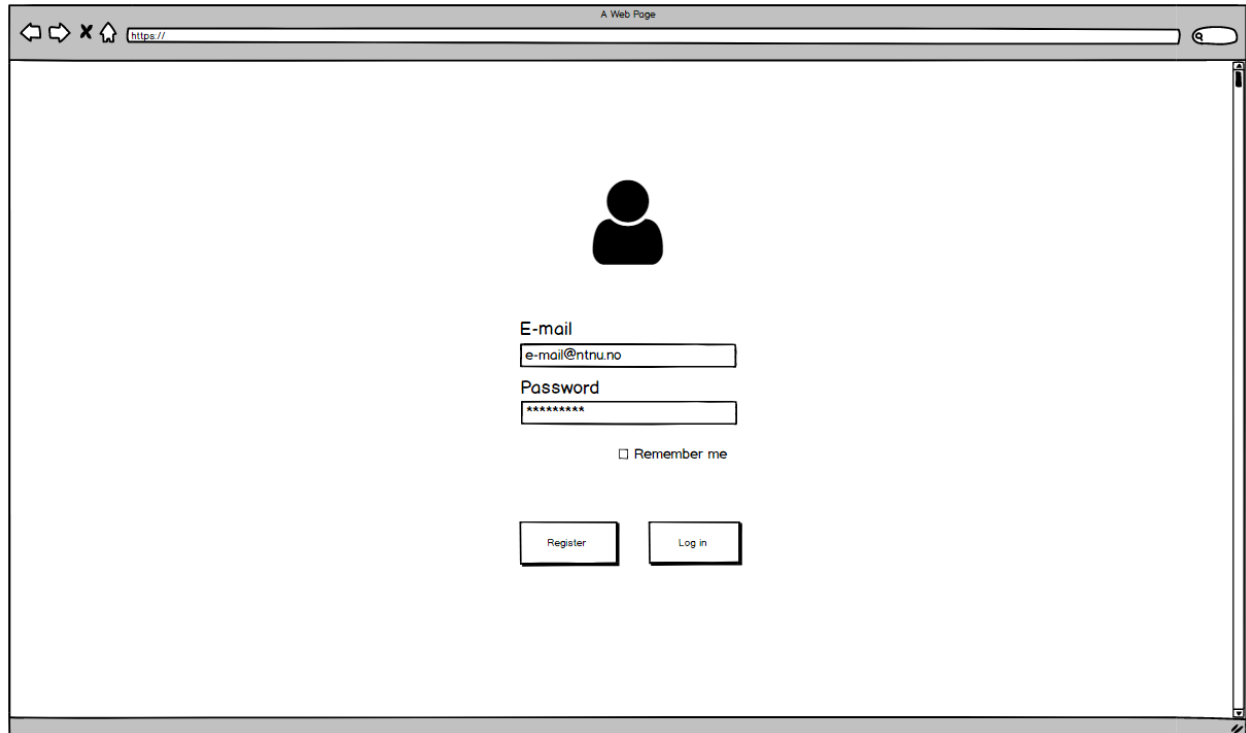 A Web Page
https://
E-mail
e-mail@ntnu.no
Password
*********
Remember me
Register
Log in